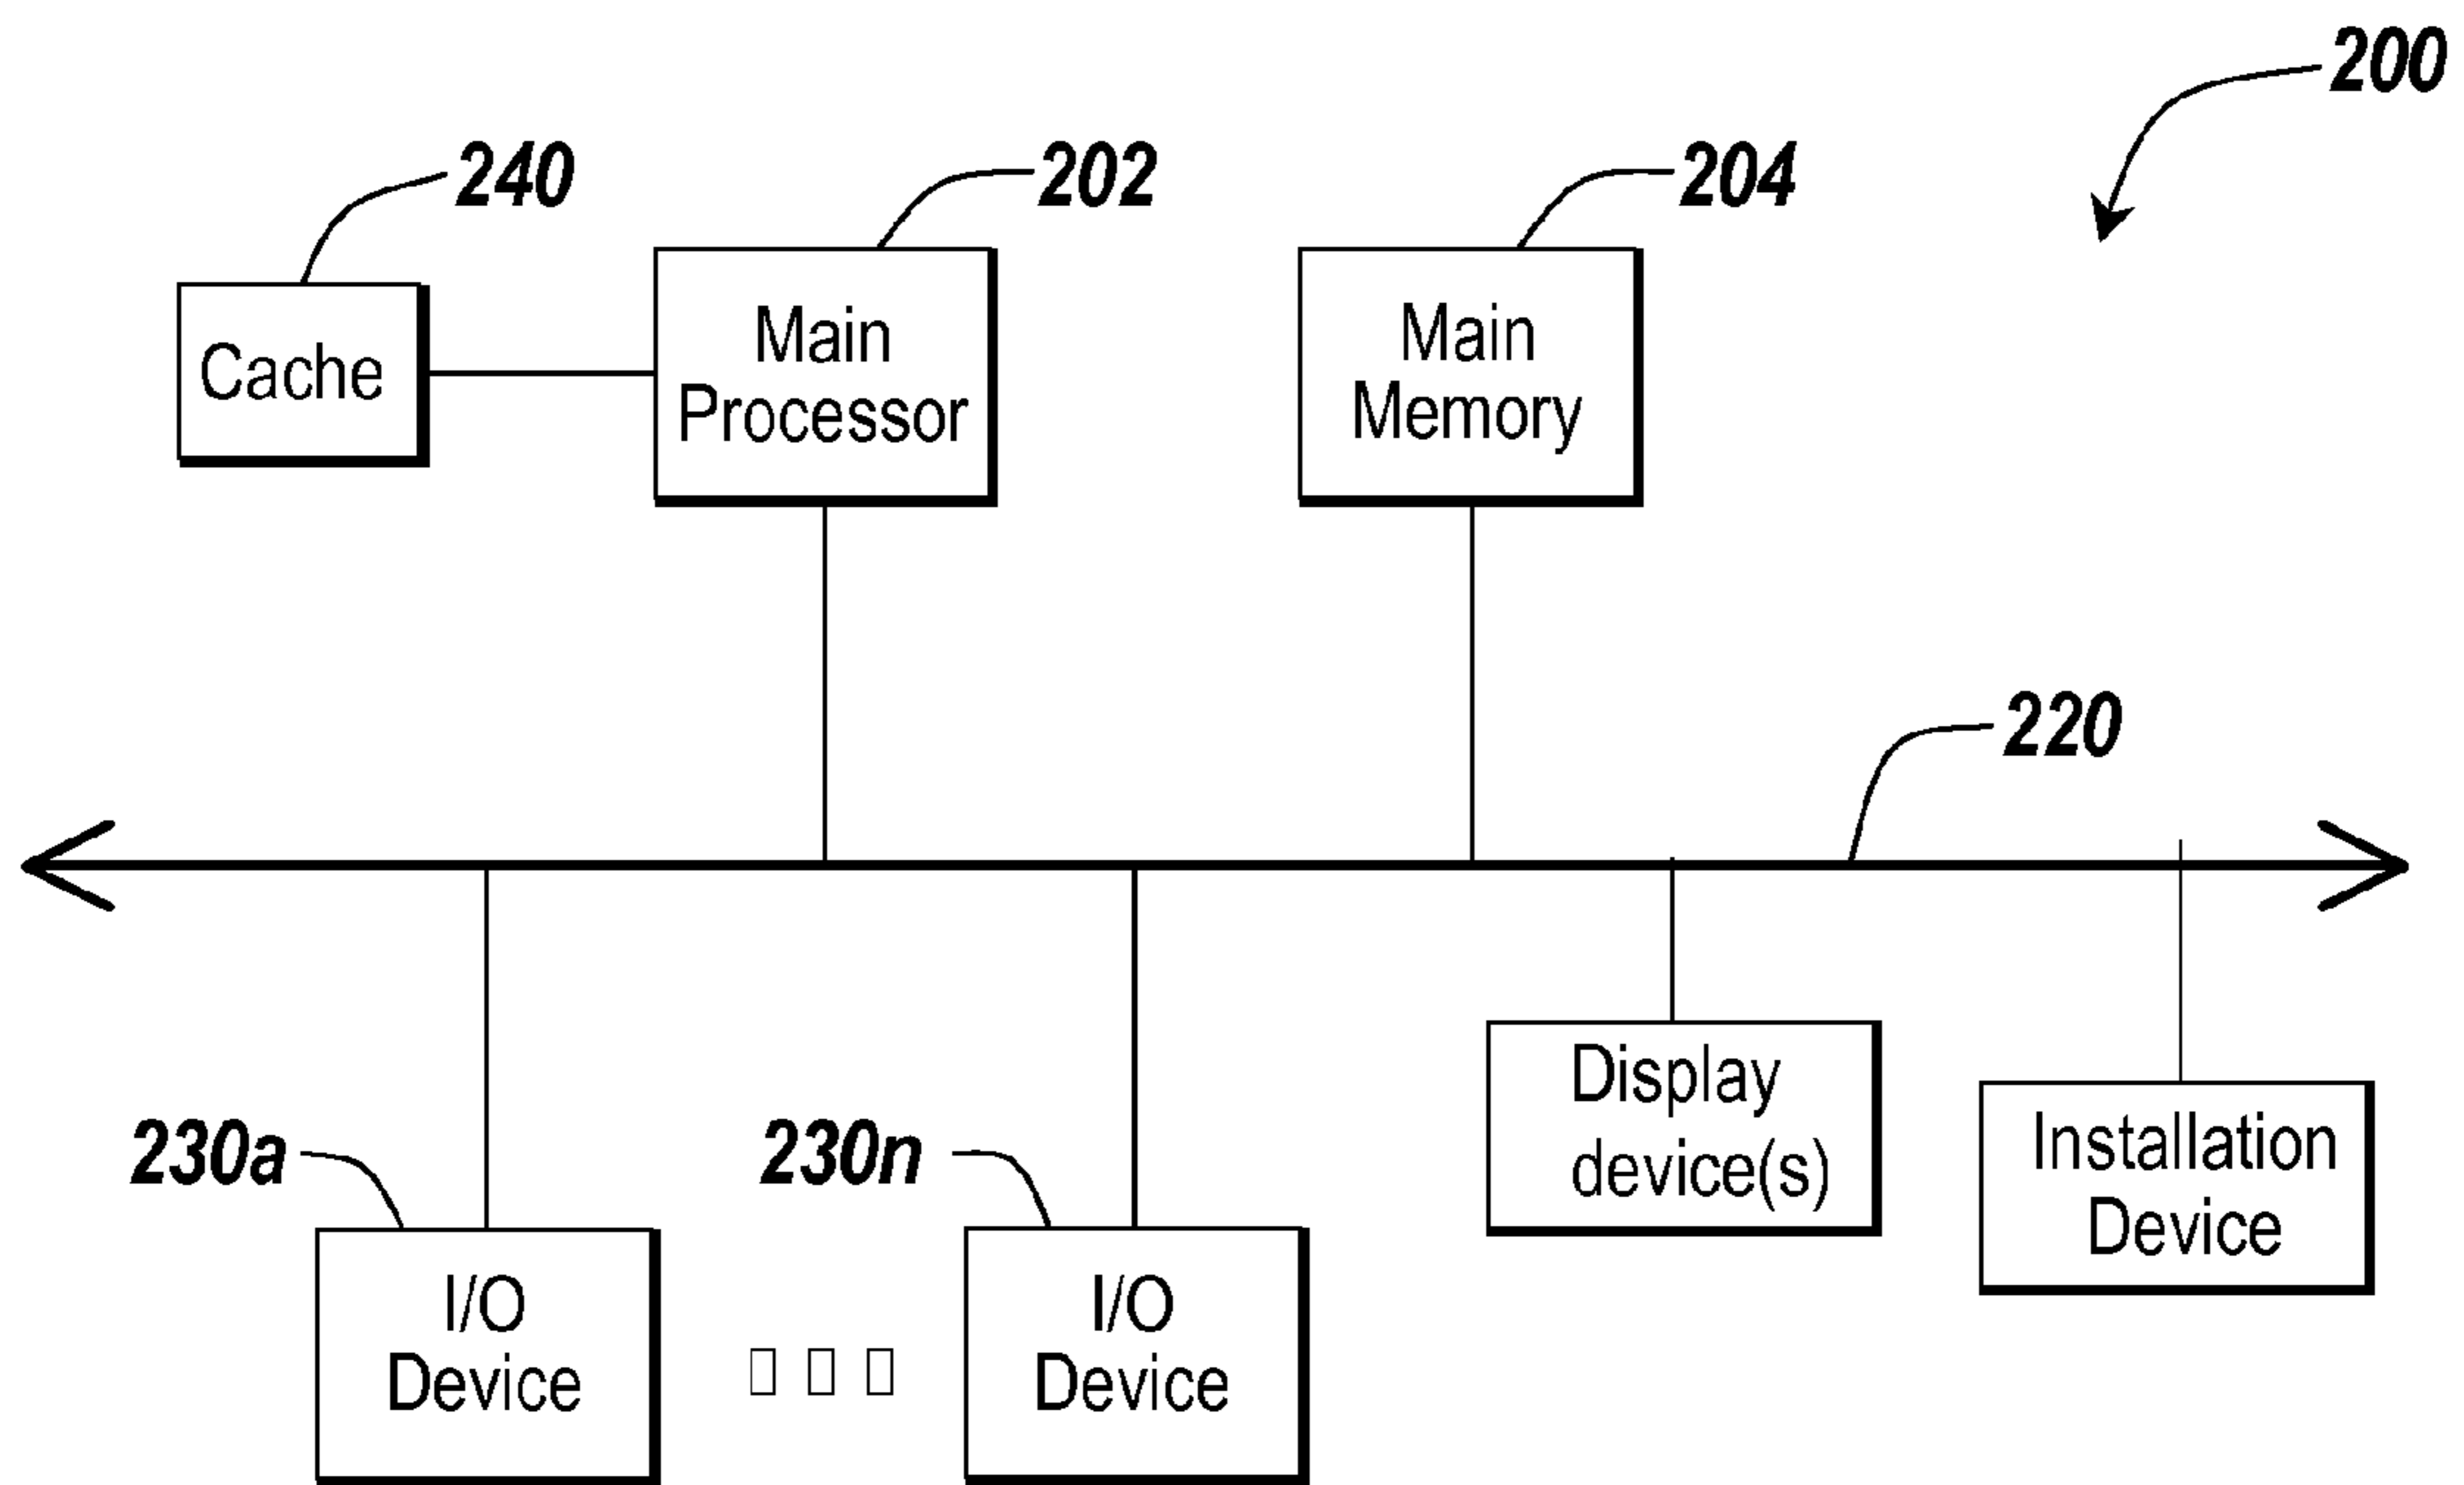 200
240
202
204
Cache
Main
Processor
Main
Memory
220
230a
230n
Display
device(s)
Installation
Device
I/O
Device
I/O
Device